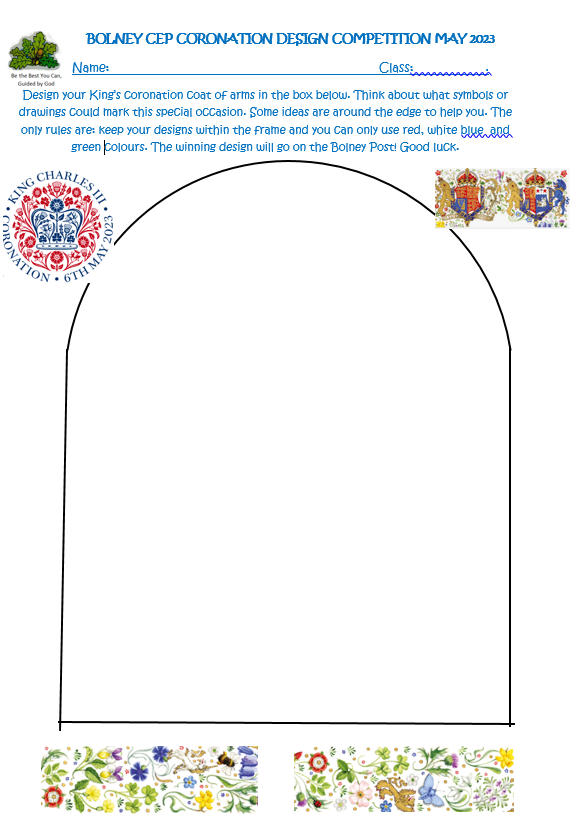 BOLNEY CEP CORONATION DESIGN COMPETITION MAY 2023
Be the Best You Can,
Guided by God
Name: Class: .
Design your King's coronation coat of arms in the box below. Think about what symbols or
drawings could mark this special occasion. Some ideas are around the edge to help you. The
only rules are: keep your designs within the frame and you can only use red, white blue and
green colours. The winning design will go on the Bolney Post! Good luck.
• KING CHARLES III •
CORONATION • 6TH MAY 2023